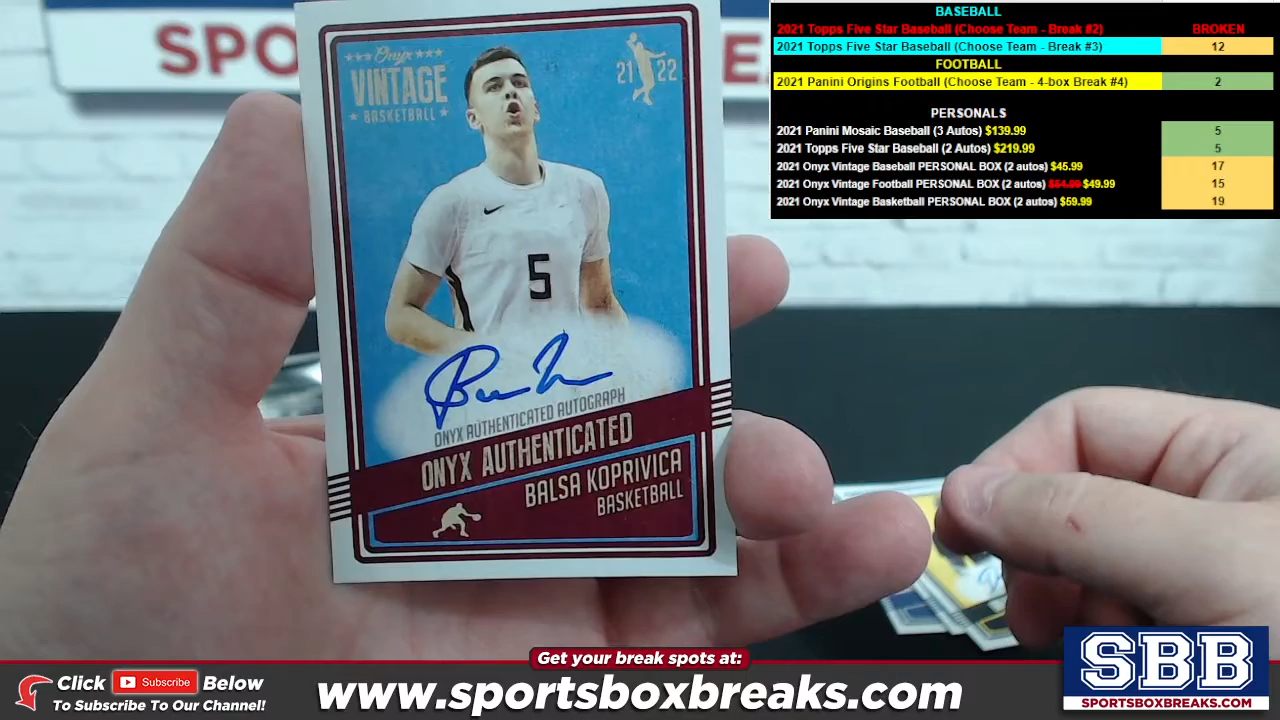 SPO
Onyx
VINTAGE
BASKETBALL
21 22
5
ONYX AUTHENTICATED AUTOGRAPH
ONYX AUTHENTICATED
BALSA KOPRIVICA
BASKETBALL
BASEBALL
2021 Topps Five Star Baseball (Choose Team - Break #2) BROKEN
2021 Topps Five Star Baseball (Choose Team - Break #3) 12
FOOTBALL
2021 Panini Origins Football (Choose Team - 4-box Break #4) 2
PERSONALS
2021 Panini Mosaic Baseball (3 Autos) $139.99 5
2021 Topps Five Star Baseball (2 Autos) $219.99 5
2021 Onyx Vintage Baseball PERSONAL BOX (2 autos) $45.99 17
2021 Onyx Vintage Football PERSONAL BOX (2 autos) $54.99 $49.99 15
2021 Onyx Vintage Basketball PERSONAL BOX (2 autos) $59.99 19
Get your break spots at:
Click Subscribe Below
To Subscribe To Our Channel!
www.sportsboxbreaks.com
SBB
SPORTSBOXBREAKS.COM